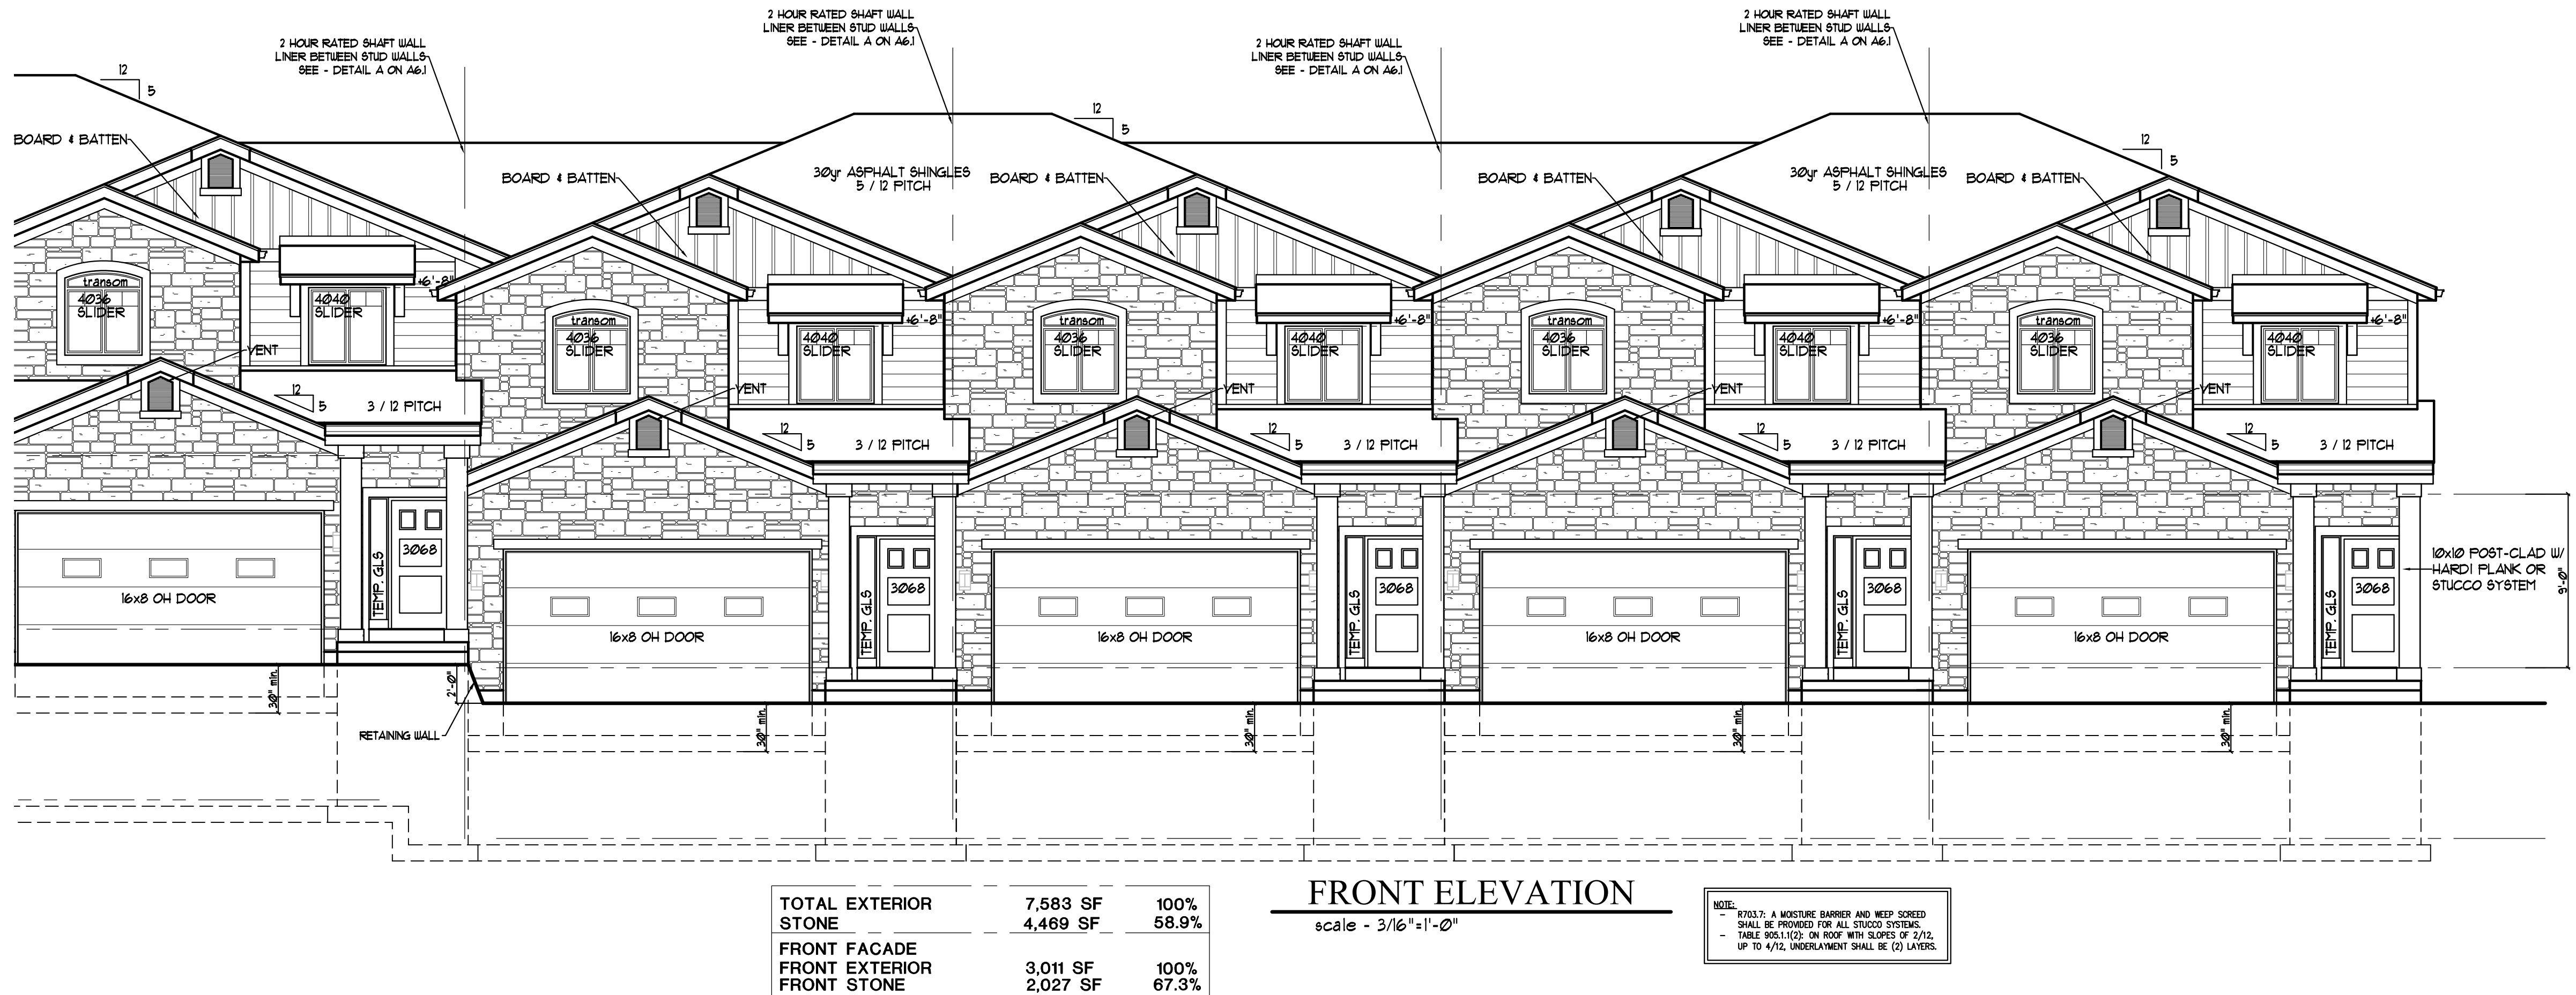 2 HOUR RATED SHAFT WALL
LINER BETWEEN STUD WALLS
SEE - DETAIL A ON A6.1
2 HOUR RATED SHAFT WALL
LINER BETWEEN STUD WALLS
SEE - DETAIL A ON A6.1
2 HOUR RATED SHAFT WALL
LINER BETWEEN STUD WALLS
SEE - DETAIL A ON A6.1
2 HOUR RATED SHAFT WALL
LINER BETWEEN STUD WALLS
SEE - DETAIL A ON A6.1
12
5
12
5
12
5
BOARD & BATTEN
BOARD & BATTEN
30yr ASPHALT SHINGLES
5 / 12 PITCH
BOARD & BATTEN
BOARD & BATTEN
30yr ASPHALT SHINGLES
5 / 12 PITCH
BOARD & BATTEN
transom
4036
SLIDER
4040
SLIDER
+6'-8"
transom
4036
SLIDER
4040
SLIDER
+6'-8"
transom
4036
SLIDER
4040
SLIDER
+6'-8"
transom
4036
SLIDER
4040
SLIDER
+6'-8"
transom
4036
SLIDER
4040
SLIDER
+6'-8"
VENT
VENT
VENT
VENT
VENT
12
5
3 / 12 PITCH
12
5
3 / 12 PITCH
12
5
3 / 12 PITCH
12
5
3 / 12 PITCH
12
5
3 / 12 PITCH
16x8 OH DOOR
TEMP. GLS
3068
16x8 OH DOOR
TEMP. GLS
3068
16x8 OH DOOR
TEMP. GLS
3068
16x8 OH DOOR
TEMP. GLS
3068
16x8 OH DOOR
TEMP. GLS
3068
10x10 POST-CLAD W/
HARDI PLANK OR
STUCCO SYSTEM
9'-0"
30" min.
2'-0"
RETAINING WALL
30" min.
30" min.
30" min.
30" min.
TOTAL EXTERIOR 7,583 SF 100%
STONE 4,469 SF 58.9%
FRONT FACADE
FRONT EXTERIOR 3,011 SF 100%
FRONT STONE 2,027 SF 67.3%
FRONT ELEVATION
scale - 3/16"=1'-0"
NOTE:
- R703.7: A MOISTURE BARRIER AND WEEP SCREED
SHALL BE PROVIDED FOR ALL STUCCO SYSTEMS.
- TABLE 905.1.1(2): ON ROOF WITH SLOPES OF 2/12,
UP TO 4/12, UNDERLAYMENT SHALL BE (2) LAYERS.